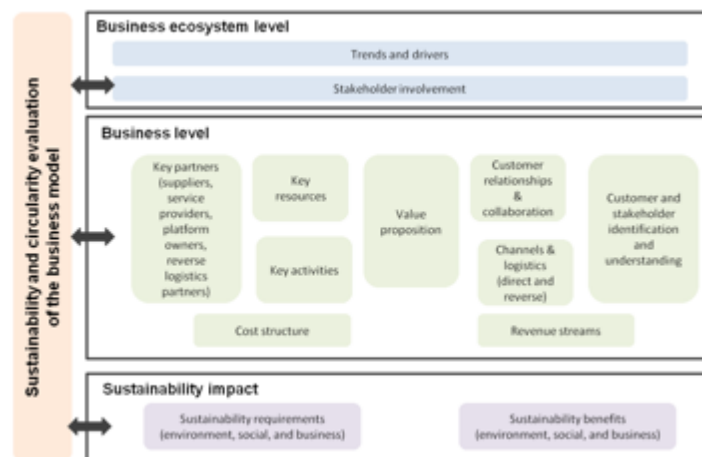 Sustainability and circularity evaluation
of the business model
Business ecosystem level
Trends and drivers
Stakeholder involvement
Business level
Key partners
(suppliers,
service
providers,
platform
owners,
reverse
logistics
partners)
Key
resources
Key activities
Value
proposition
Customer
relationships
&
collaboration
Channels &
logistics
(direct and
reverse)
Customer and
stakeholder
identification
and
understanding
Cost structure
Revenue streams
Sustainability impact
Sustainability requirements
(environment, social, and business)
Sustainability benefits
(environment, social, and business)